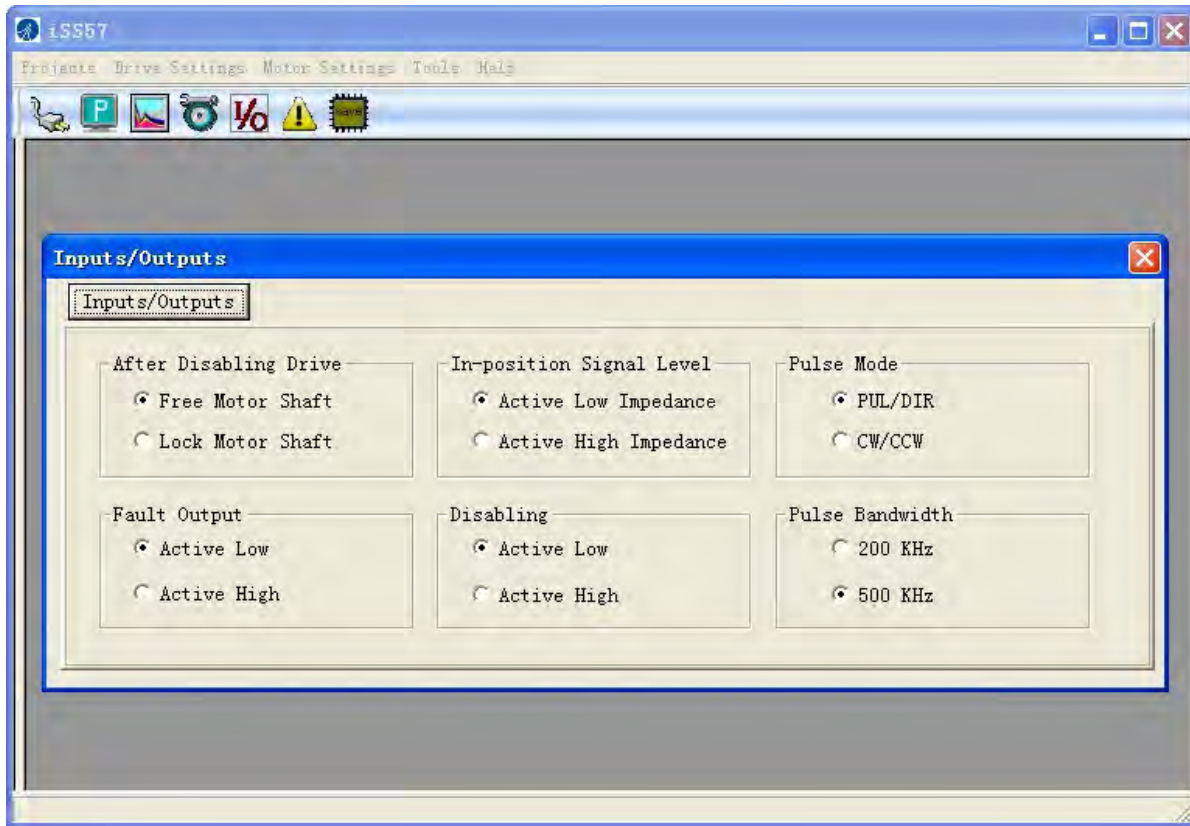 iSS57
Projects Drive Settings Motor Settings Tools Help
P I/O save
Inputs/Outputs
Inputs/Outputs
After Disabling Drive In-position Signal Level Pulse Mode
Free Motor Shaft Active Low Impedance PUL/DIR
Lock Motor Shaft Active High Impedance CW/CCW
Fault Output Disabling Pulse Bandwidth
Active Low Active Low 200 KHz
Active High Active High 500 KHz